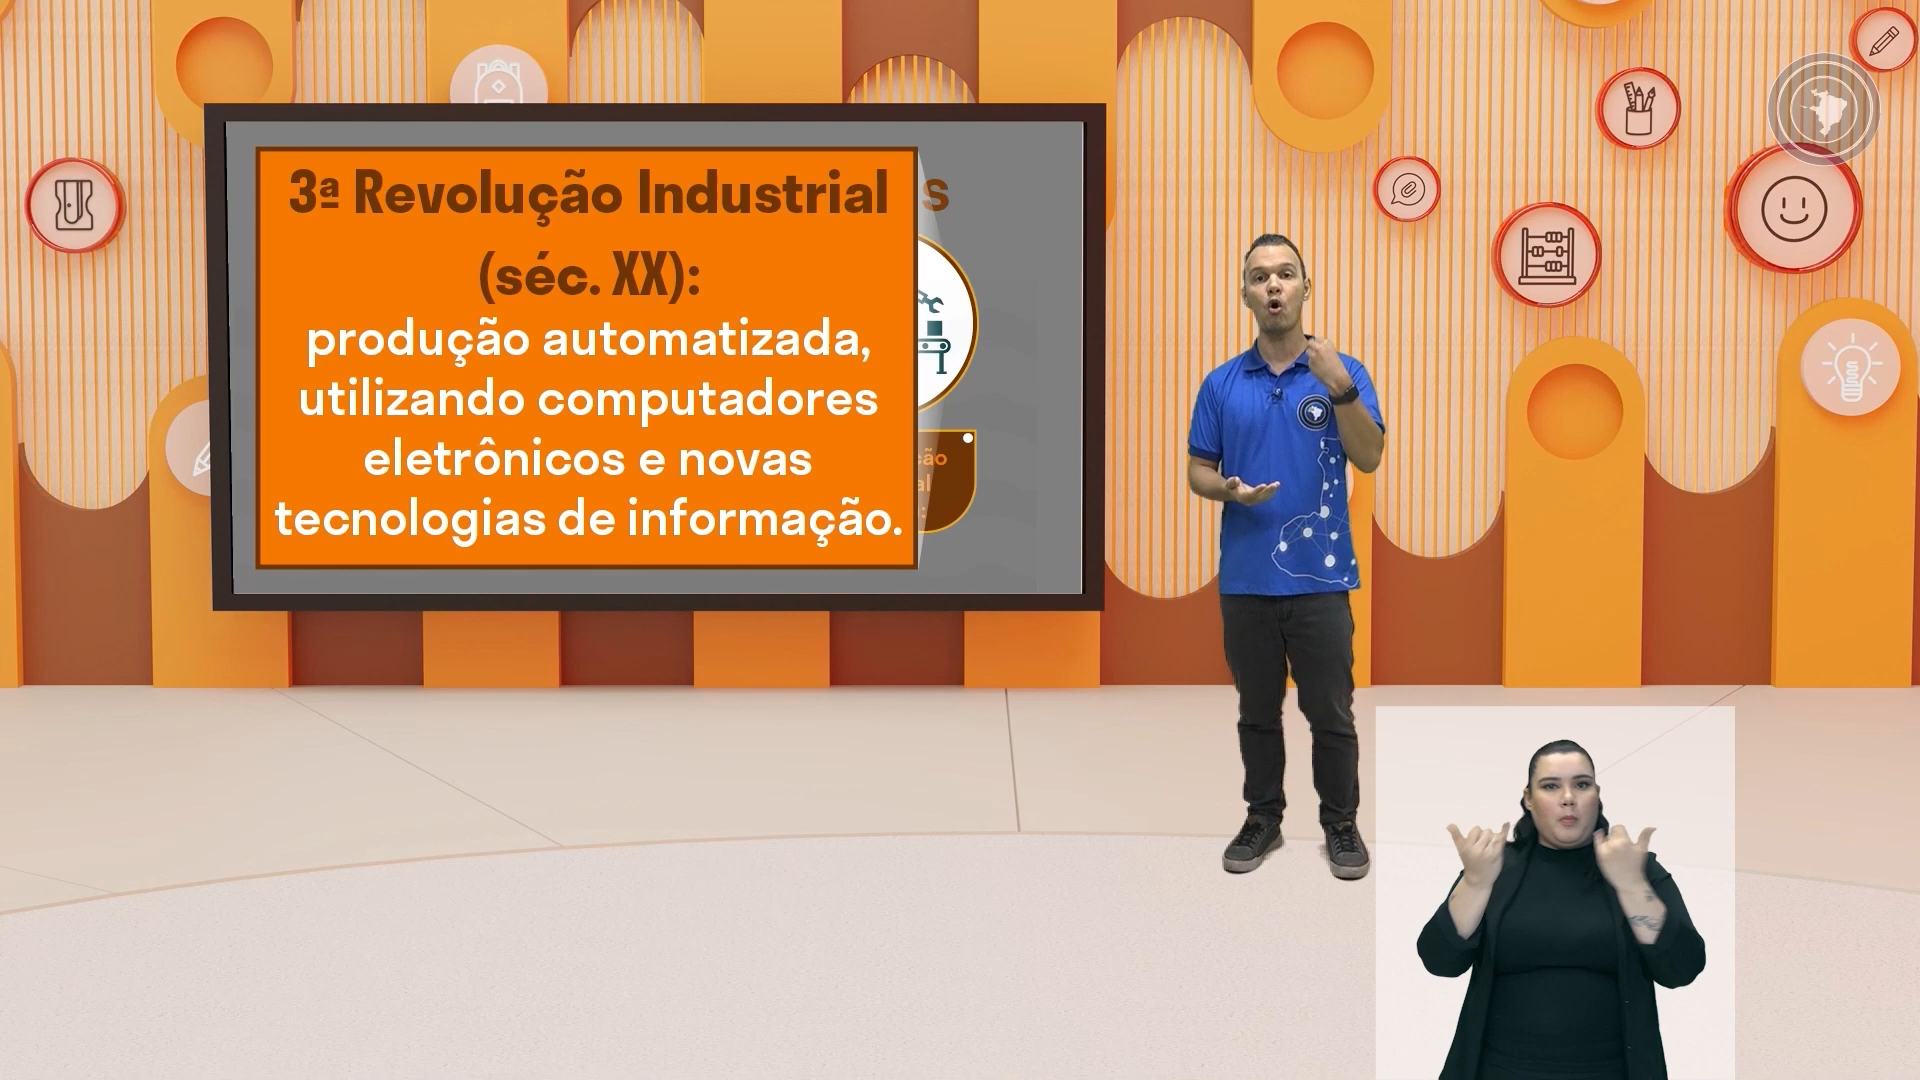 3ª Revolução Industrial
(séc. XX):
produção automatizada,
utilizando computadores
eletrônicos e novas
tecnologias de informação.